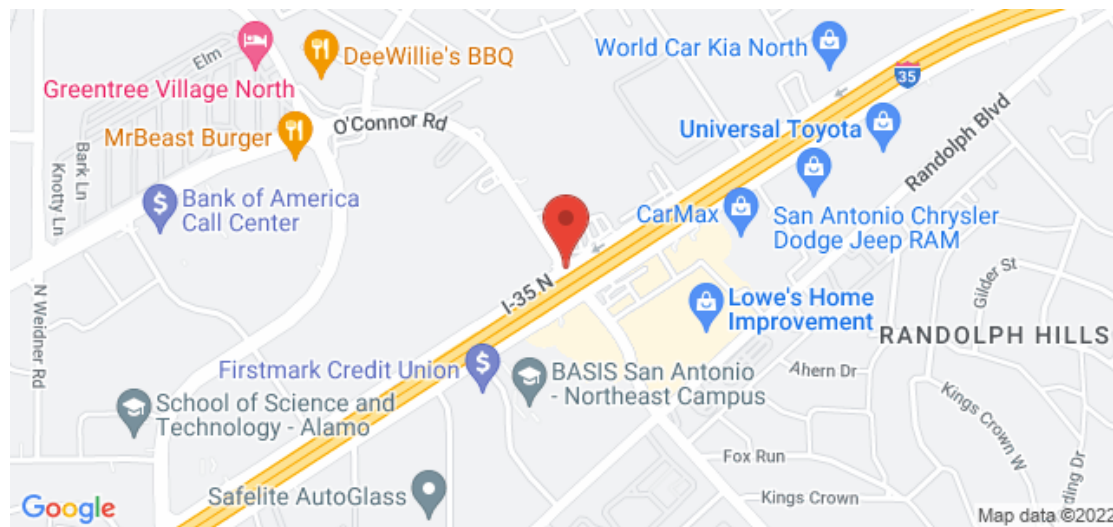 Elm
Greentree Village North
DeeWillie's BBQ
World Car Kia North
35
MrBeast Burger
O'Connor Rd
Universal Toyota
Randolph Blvd
Bark Ln
Knotty Ln
Bank of America
Call Center
CarMax
San Antonio Chrysler
Dodge Jeep RAM
I-35 N
Gilder St
N Weidner Rd
Lowe's Home
Improvement
RANDOLPH HILLS
Firstmark Credit Union
BASIS San Antonio
- Northeast Campus
Ahern Dr
School of Science and
Technology - Alamo
Kings Crown W
Fox Run
Safelite AutoGlass
Kings Crown
Google
Map data ©2022